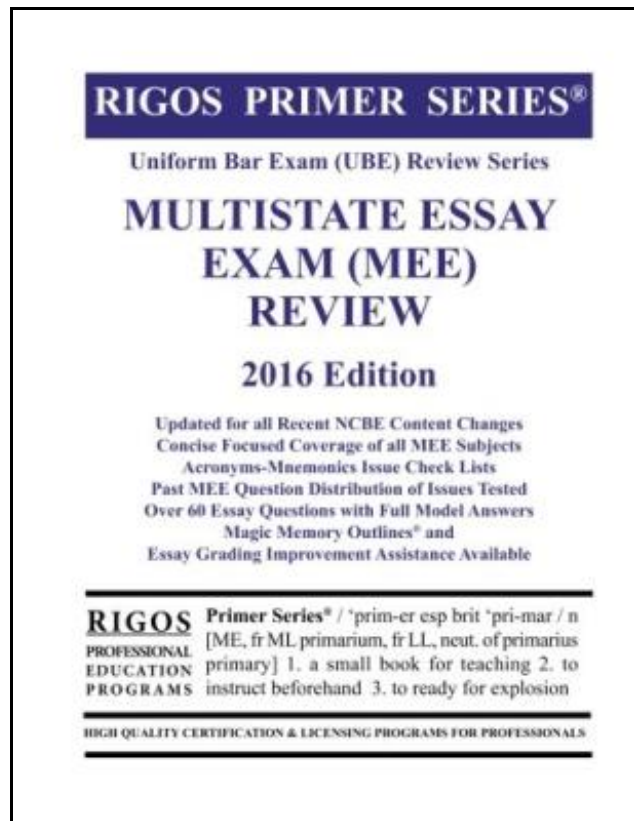 RIGOS PRIMER SERIES®
Uniform Bar Exam (UBE) Review Series
MULTISTATE ESSAY
EXAM (MEE)
REVIEW
2016 Edition
Updated for all Recent NCBE Content Changes
Concise Focused Coverage of all MEE Subjects
Acronyms-Mnemonics Issue Check Lists
Past MEE Question Distribution of Issues Tested
Over 60 Essay Questions with Full Model Answers
Magic Memory Outlines® and
Essay Grading Improvement Assistance Available
RIGOS
PROFESSIONAL
EDUCATION
PROGRAMS
Primer Series® / 'prim-er esp brit 'pri-mar / n
[ME, fr ML primarium, fr LL, neut. of primarius
primary] 1. a small book for teaching 2. to
instruct beforehand 3. to ready for explosion
HIGH QUALITY CERTIFICATION & LICENSING PROGRAMS FOR PROFESSIONALS